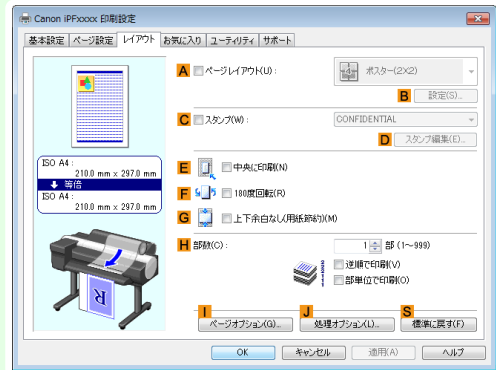 Canon iPFxxxx 印刷設定
基本設定 ページ設定 レイアウト お気に入り ユーティリティ サポート
A ページレイアウト(U) : ポスター(2X2)
B 設定(S)...
C スタンプ(W) : CONFIDENTIAL
D スタンプ編集(E)...
ISO A4 :
210.0 mm x 297.0 mm
等倍
ISO A4 :
210.0 mm x 297.0 mm
E 中央に印刷(N)
F 180度回転(R)
G 上下余白なし(用紙節約)(M)
H 部数(C) : 1 部 (1～999)
逆順で印刷(V)
部単位で印刷(O)
I ページオプション(G)...
J 処理オプション(L)...
S 標準に戻す(F)
OK キャンセル 適用(A) ヘルプ